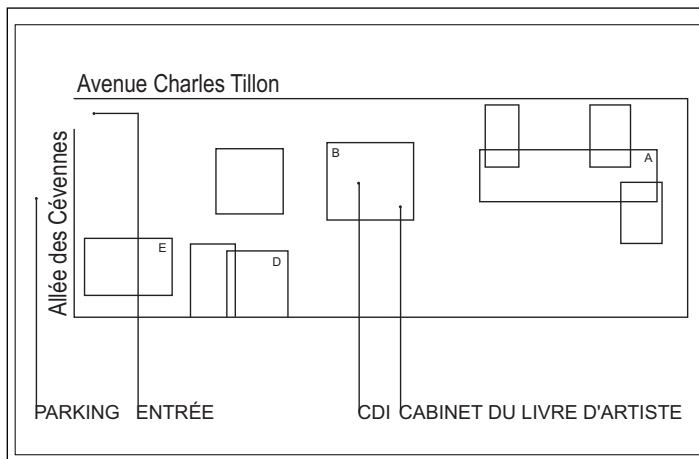 Avenue Charles Tillon
Allée des Cévennes
B
A
E
D
PARKING ENTRÉE CDI CABINET DU LIVRE D'ARTISTE